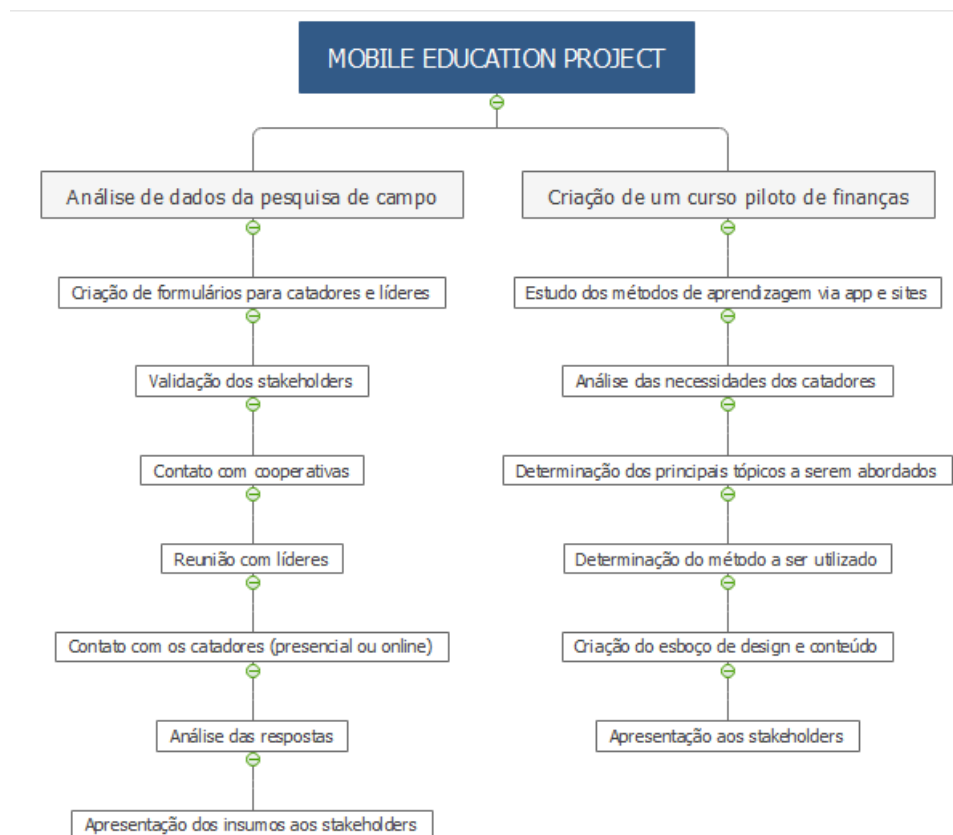 MOBILE EDUCATION PROJECT
Análise de dados da pesquisa de campo
Criação de formulários para catadores e líderes
Validação dos stakeholders
Contato com cooperativas
Reunião com líderes
Contato com os catadores (presencial ou online)
Análise das respostas
Apresentação dos insumos aos stakeholders
Criação de um curso piloto de finanças
Estudo dos métodos de aprendizagem via app e sites
Análise das necessidades dos catadores
Determinação dos principais tópicos a serem abordados
Determinação do método a ser utilizado
Criação do esboço de design e conteúdo
Apresentação aos stakeholders